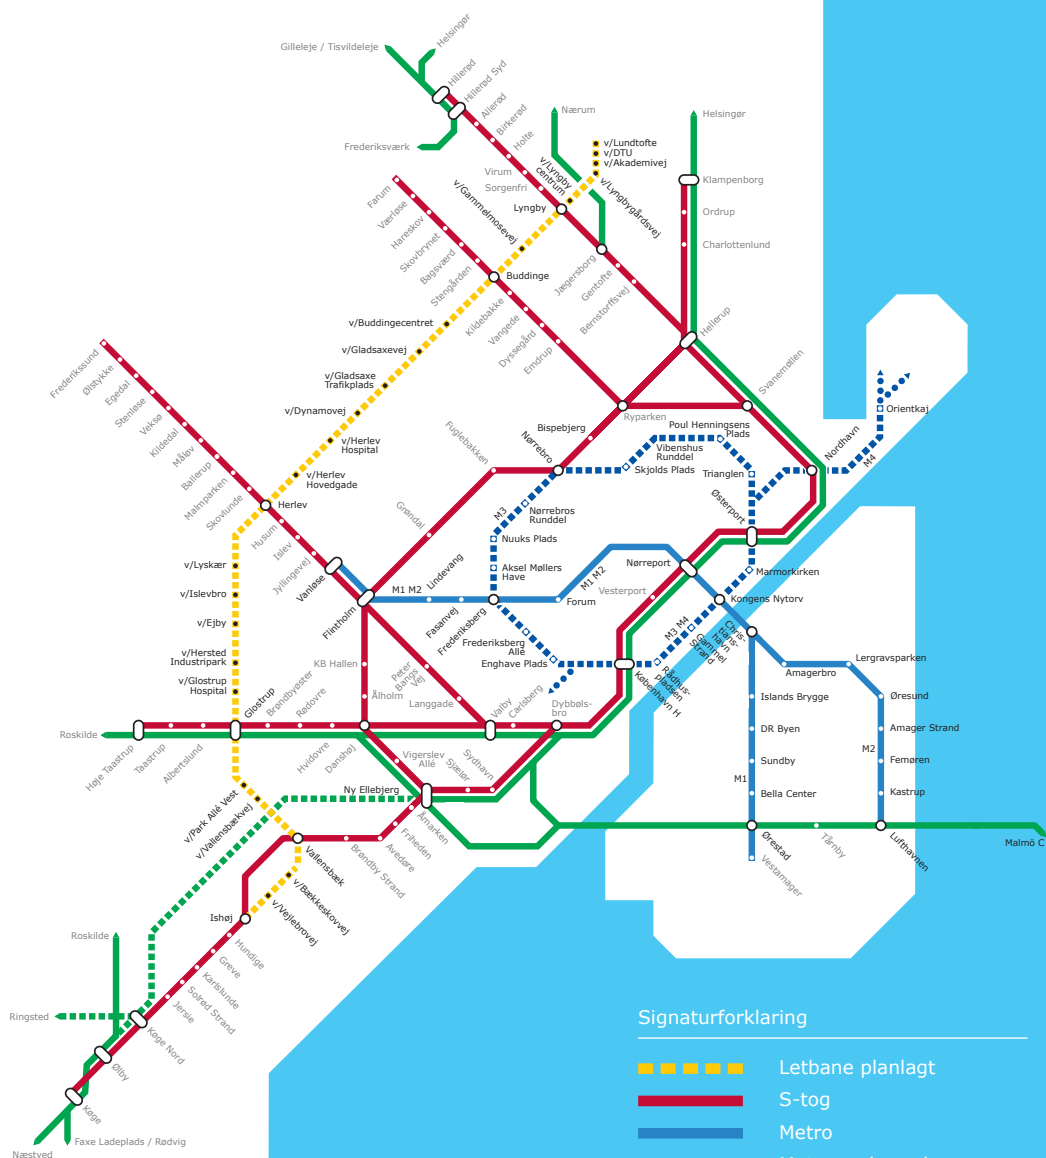 Helsingør
Gilleleje / Tisvildeleje
Hillerød
Hillerød Syd
Allerød
Birkerød
Holte
Frederiksværk
Virum
Sorgenfri
Lyngby
Nærum
Helsingør
v/Lundtofte
v/DTU
v/Akademivej
v/Lyngbygårdsvej
v/Lyngby
centrum
v/Gammelmosevej
Klampenborg
Ordrup
Charlottenlund
Farum
Værløse
Hareskov
Skovbrynet
Bagsværd
Stengården
Buddinge
Kildebakke
Vangede
Dyssegård
Emdrup
Jægersborg
Gentofte
Bernstorffsvej
Hellerup
v/Buddingecentret
v/Gladsaxevej
v/Gladsaxe
Trafikplads
v/Dynamovej
v/Herlev
Hospital
v/Herlev
Hovedgade
Frederikssund
Ølstykke
Egedal
Stenløse
Veksø
Kildedal
Måløv
Ballerup
Malmparken
Skovlunde
Herlev
Husum
Islev
Jyllingevej
Vanløse
Flintholm
Svanemøllen
Ryparken
Bispebjerg
Nørrebro
Fuglebakken
Grøndal
Poul Henningsens
Plads
Vibenshus
Runddel
Skjolds Plads
Trianglen
Orientkaj
Nordhavn
M4
Østerport
M3
Nørrebros
Runddel
Nuuks Plads
Aksel Møllers
Have
Marmorkirken
Nørreport
M1 M2
Lindevang
Fasanvej
Frederiksberg
Forum
M1 M2
Vesterport
Kongens Nytorv
Chris-
tians-
havn
Gammel
Strand
M3 M4
Rådhus-
pladsen
København H
Frederiksberg
Allé
Enghave Plads
v/Lyskær
v/Islevbro
v/Ejby
v/Hersted
Industripark
v/Glostrup
Hospital
Glostrup
Brøndbyøster
Rødovre
Hvidovre
Danshøj
KB Hallen
Ålholm
Peter
Bangs
Vej
Langgade
Valby
Carlsberg
Dybbøls-
bro
Roskilde
Høje Taastrup
Taastrup
Albertslund
Vigerslev
Allé
Sjælør
Sydhavn
Ny Ellebjerg
Åmarken
Friheden
Avedøre
Brøndby Strand
Vallensbæk
v/Park Allé Vest
v/Vallensbækvej
v/Bækkeskovvej
v/Vejlebrovej
Ishøj
Hundige
Greve
Karlslunde
Solrød Strand
Jersie
Køge Nord
Ølby
Køge
Roskilde
Ringsted
Næstved
Faxe Ladeplads / Rødvig
Amagerbro
Lergravsparken
Øresund
Amager Strand
M2
Femøren
Kastrup
Lufthavnen
Islands Brygge
DR Byen
Sundby
M1
Bella Center
Ørestad
Vestamager
Tårnby
Malmö C
Signaturforklaring
Letbane planlagt
S-tog
Metro